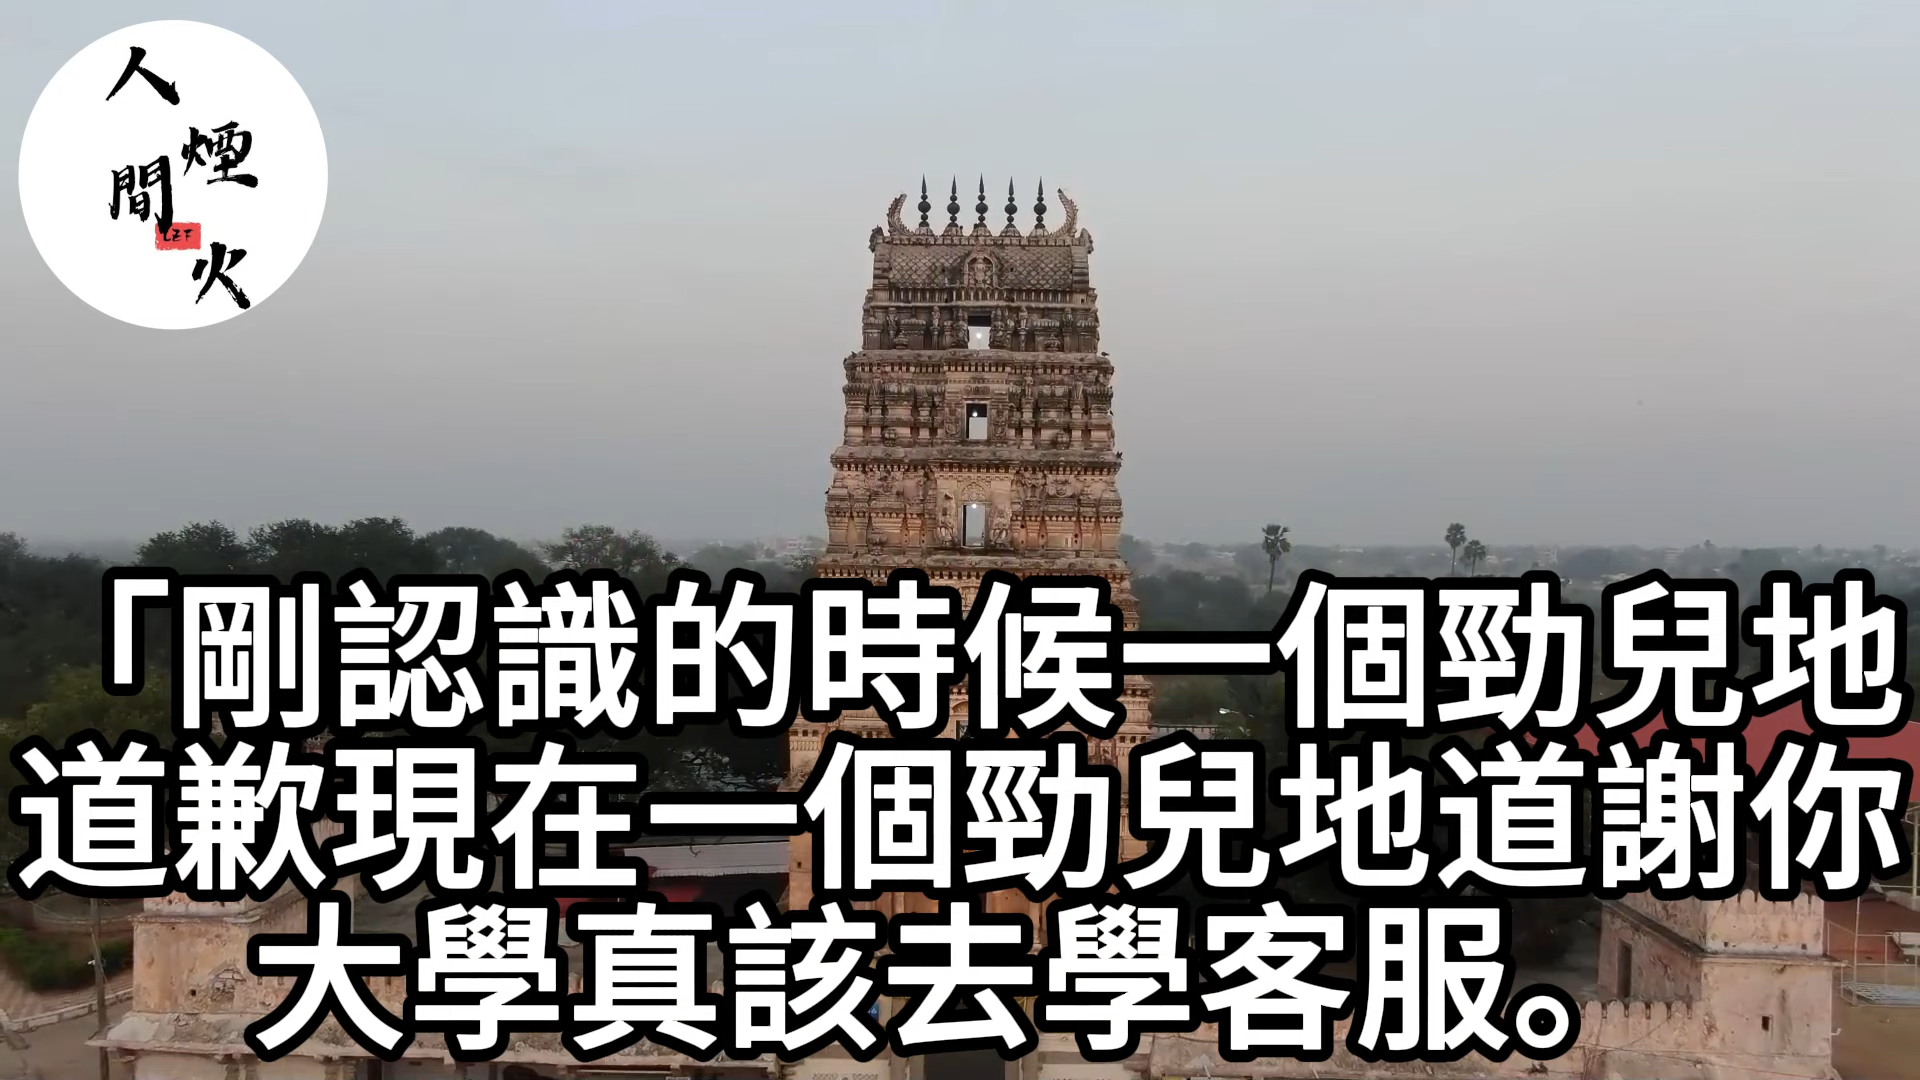 人
間
煙
火
LZF
「剛認識的時候一個勁兒地
道歉現在一個勁兒地道謝你
大學真該去學客服。